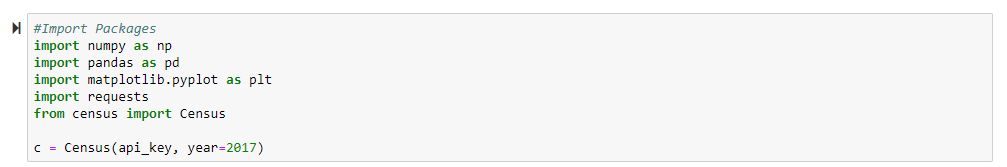 #Import Packages
import numpy as np
import pandas as pd
import matplotlib.pyplot as plt
import requests
from census import Census
c = Census(api_key, year=2017)